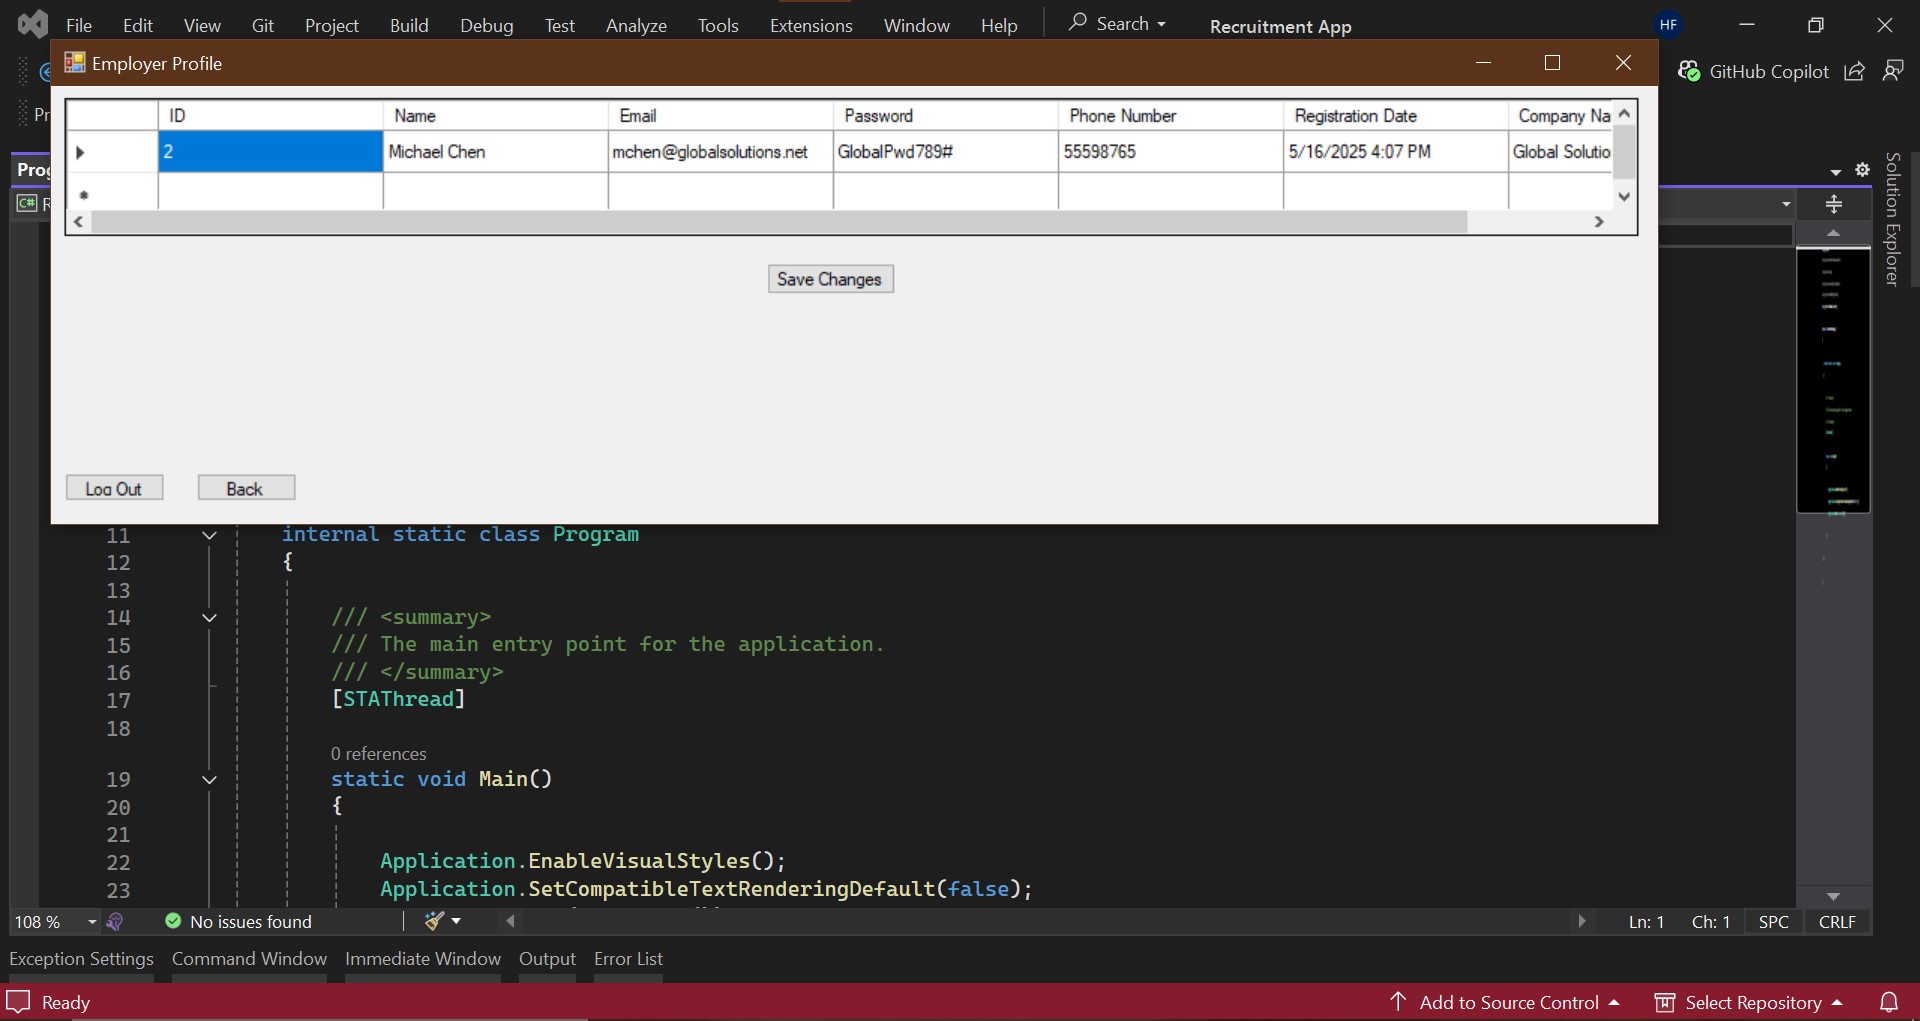 File Edit View Git Project Build Debug Test Analyze Tools Extensions Window Help Search Recruitment App HF
Employer Profile
GitHub Copilot
ID Name Email Password Phone Number Registration Date Company Na
2 Michael Chen mchen@globalsolutions.net GlobalPwd789# 55598765 5/16/2025 4:07 PM Global Solutio
*
Save Changes
Log Out Back
Pr
Prog
C# R
Solution Explorer
11 internal static class Program
12 {
13
14 /// <summary>
15 /// The main entry point for the application.
16 /// </summary>
17 [STAThread]
18
0 references
19 static void Main()
20 {
21
22 Application.EnableVisualStyles();
23 Application.SetCompatibleTextRenderingDefault(false);
108 % No issues found Ln: 1 Ch: 1 SPC CRLF
Exception Settings Command Window Immediate Window Output Error List
Ready Add to Source Control Select Repository